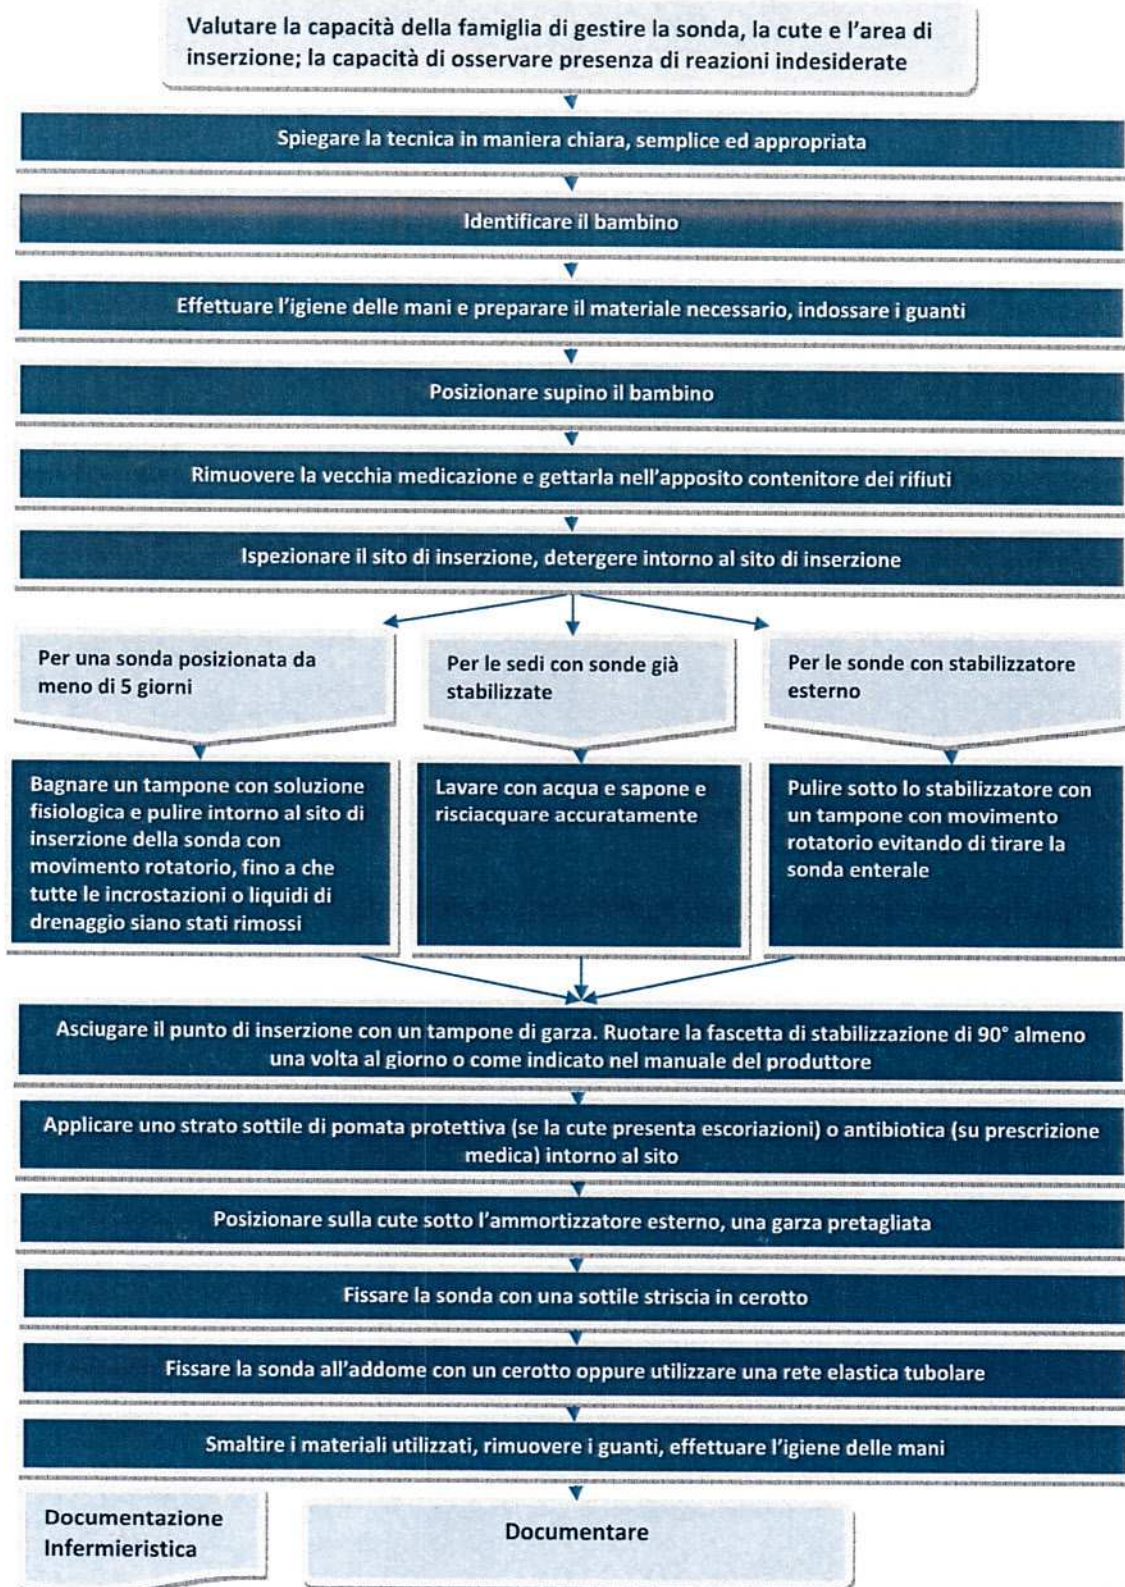 Valutare la capacità della famiglia di gestire la sonda, la cute e l'area di
inserzione; la capacità di osservare presenza di reazioni indesiderate
Spiegare la tecnica in maniera chiara, semplice ed appropriata
Identificare il bambino
Effettuare l'igiene delle mani e preparare il materiale necessario, indossare i guanti
Posizionare supino il bambino
Rimuovere la vecchia medicazione e gettarla nell'apposito contenitore dei rifiuti
Ispezionare il sito di inserzione, detergere intorno al sito di inserzione
Per una sonda posizionata da
meno di 5 giorni
Per le sedi con sonde già
stabilizzate
Per le sonde con stabilizzatore
esterno
Bagnare un tampone con soluzione
fisiologica e pulire intorno al sito di
inserzione della sonda con
movimento rotatorio, fino a che
tutte le incrostazioni o liquidi di
drenaggio siano stati rimossi
Lavare con acqua e sapone e
risciacquare accuratamente
Pulire sotto lo stabilizzatore con
un tampone con movimento
rotatorio evitando di tirare la
sonda enterale
Asciugare il punto di inserzione con un tampone di garza. Ruotare la fascetta di stabilizzazione di 90° almeno
una volta al giorno o come indicato nel manuale del produttore
Applicare uno strato sottile di pomata protettiva (se la cute presenta escoriazioni) o antibiotica (su prescrizione
medica) intorno al sito
Posizionare sulla cute sotto l'ammortizzatore esterno, una garza pretagliata
Fissare la sonda con una sottile striscia in cerotto
Fissare la sonda all'addome con un cerotto oppure utilizzare una rete elastica tubolare
Smaltire i materiali utilizzati, rimuovere i guanti, effettuare l'igiene delle mani
Documentazione
Infermieristica
Documentare